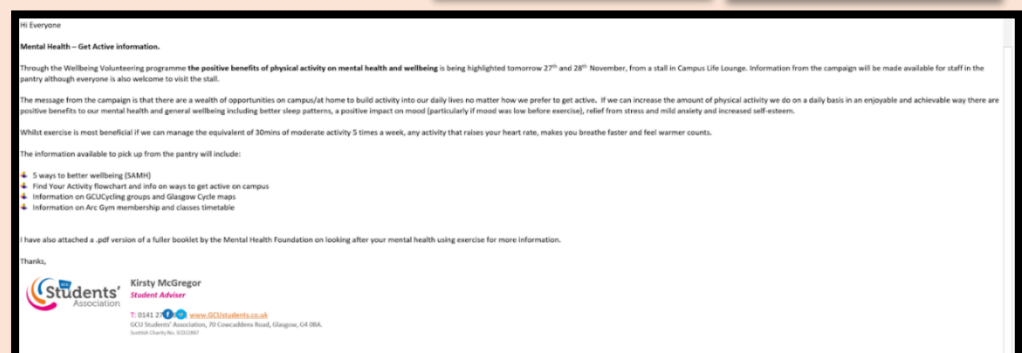 Hi Everyone
Mental Health – Get Active information.
Through the Wellbeing Volunteering programme the positive benefits of physical activity on mental health and wellbeing is being highlighted tomorrow 27th and 28th November, from a stall in Campus Life Lounge. Information from the campaign will be made available for staff in the
pantry although everyone is also welcome to visit the stall.
The message from the campaign is that there are a wealth of opportunities on campus/at home to build activity into our daily lives no matter how we prefer to get active. If we can increase the amount of physical activity we do on a daily basis in an enjoyable and achievable way there are
positive benefits to our mental health and general wellbeing including better sleep patterns, a positive impact on mood (particularly if mood was low before exercise), relief from stress and mild anxiety and increased self-esteem.
Whilst exercise is most beneficial if we can manage the equivalent of 30mins of moderate activity 5 times a week, any activity that raises your heart rate, makes you breathe faster and feel warmer counts.
The information available to pick up from the pantry will include:
5 ways to better wellbeing (SAMH)
Find Your Activity flowchart and info on ways to get active on campus
Information on GCUCycling groups and Glasgow Cycle maps
Information on Arc Gym membership and classes timetable
I have also attached a .pdf version of a fuller booklet by the Mental Health Foundation on looking after your mental health using exercise for more information.
Thanks,
Students' Association
Kirsty McGregor
Student Adviser
T: 0141 27 www.GCUstudents.co.uk
GCU Students' Association, 70 Cowcaddens Road, Glasgow, G4 0BA.
Scottish Charity No.